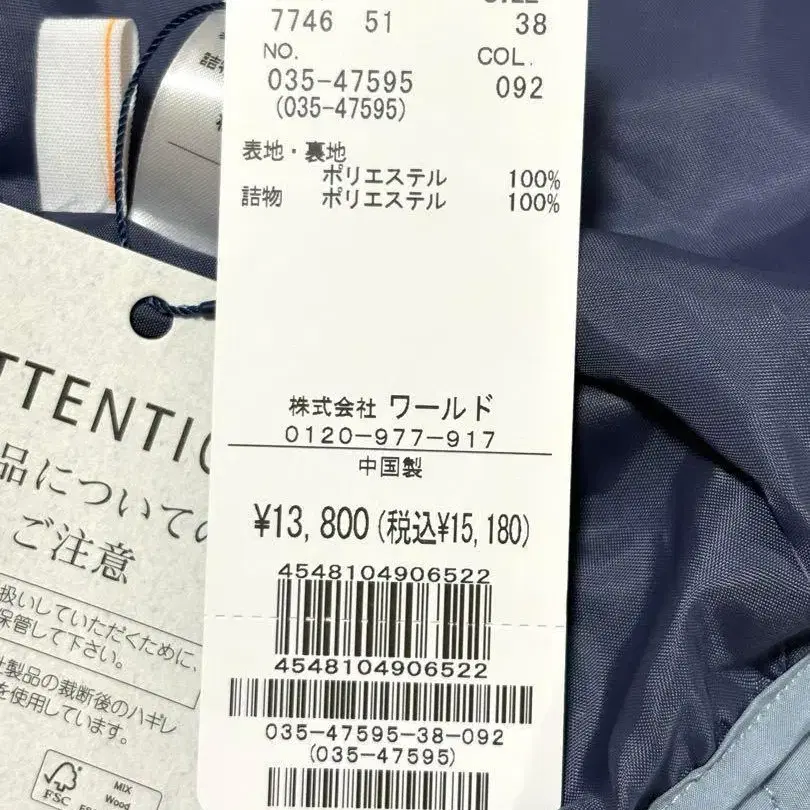 7746 51 38
NO. COL.
035-47595 092
(035-47595)
表地・裏地
ポリエステル 100%
詰物 ポリエステル 100%
株式会社 ワールド
0120-977-917
中国製
¥13,800(税込¥15,180)
4548104906522
4548104906522
035-47595-38-092
(035-47595)
詰物
TTENTIO
品についての
ご注意
扱いしていただくために、
保管して下さい。
製品の裁断後のハギレ
を使用しています。
FSC
MIX
Wood